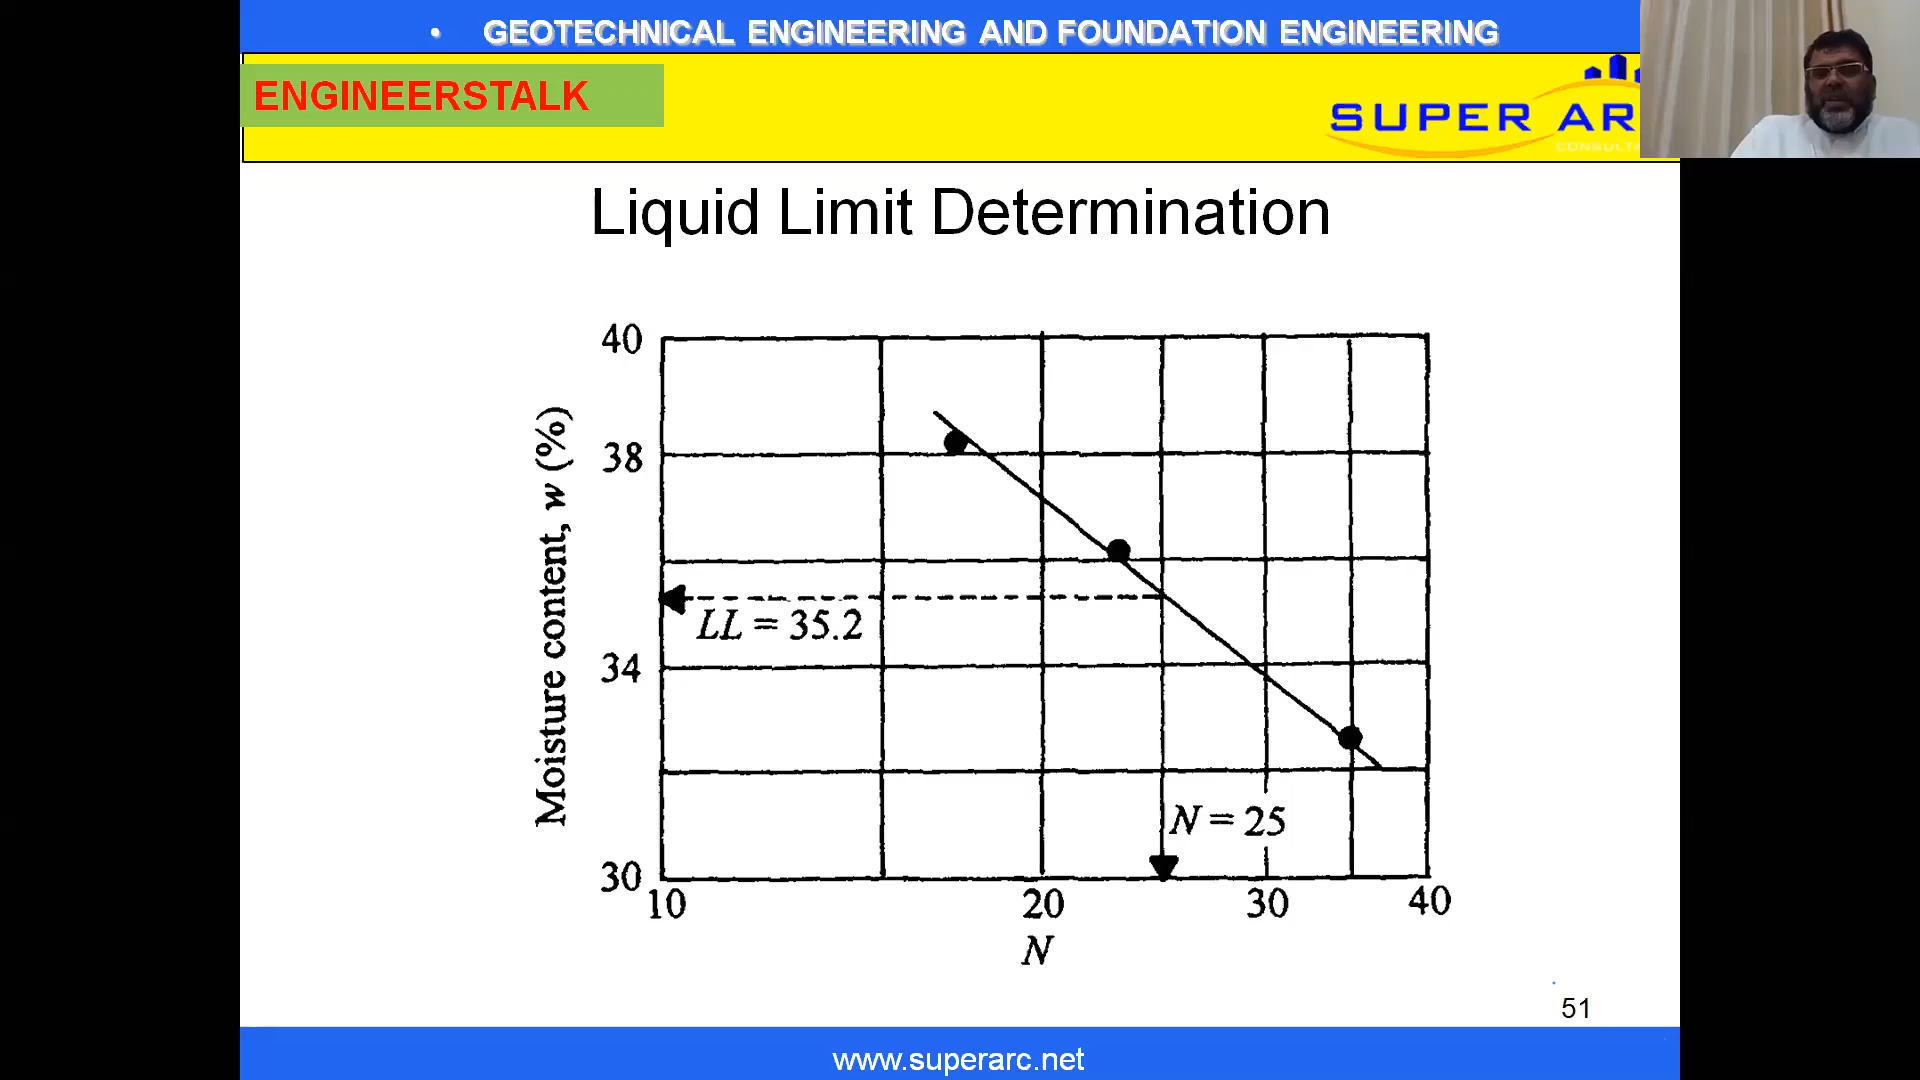 • GEOTECHNICAL ENGINEERING AND FOUNDATION ENGINEERING
ENGINEERSTALK
SUPER AR
Liquid Limit Determination
Moisture content, w (%)
40
38
34
30
LL = 35.2
N = 25
10 20 30 40
N
51
www.superarc.net